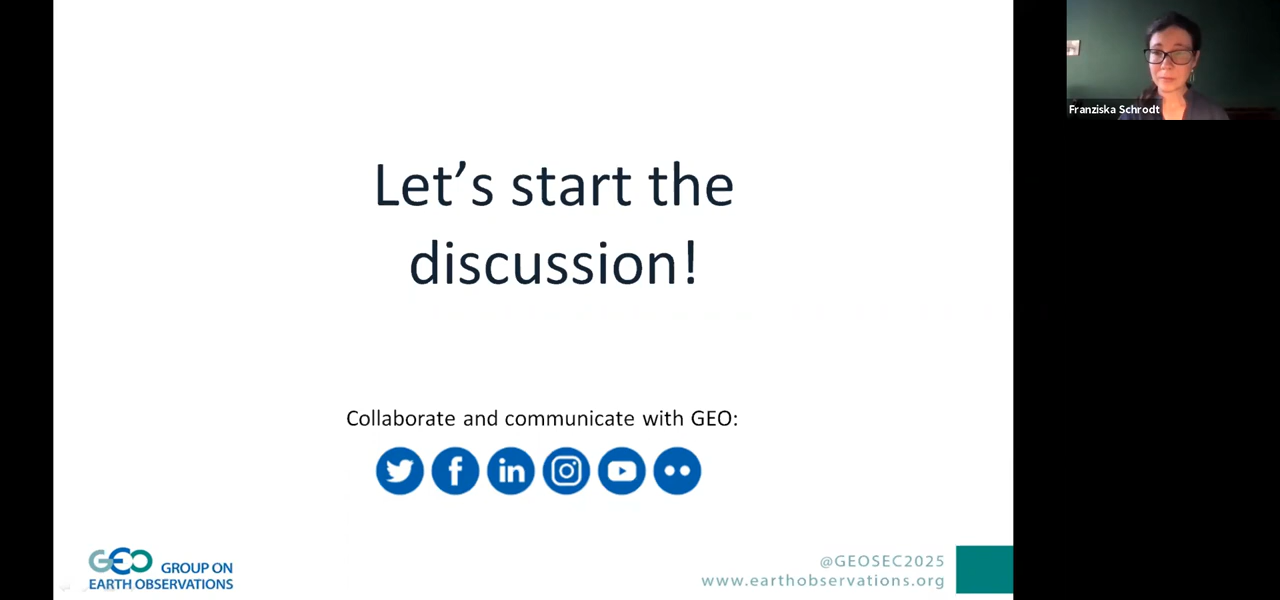 Let's start the
discussion!
Collaborate and communicate with GEO:
GEO GROUP ON
EARTH OBSERVATIONS
@GEOSEC2025
www.earthobservations.org
Franziska Schrodt